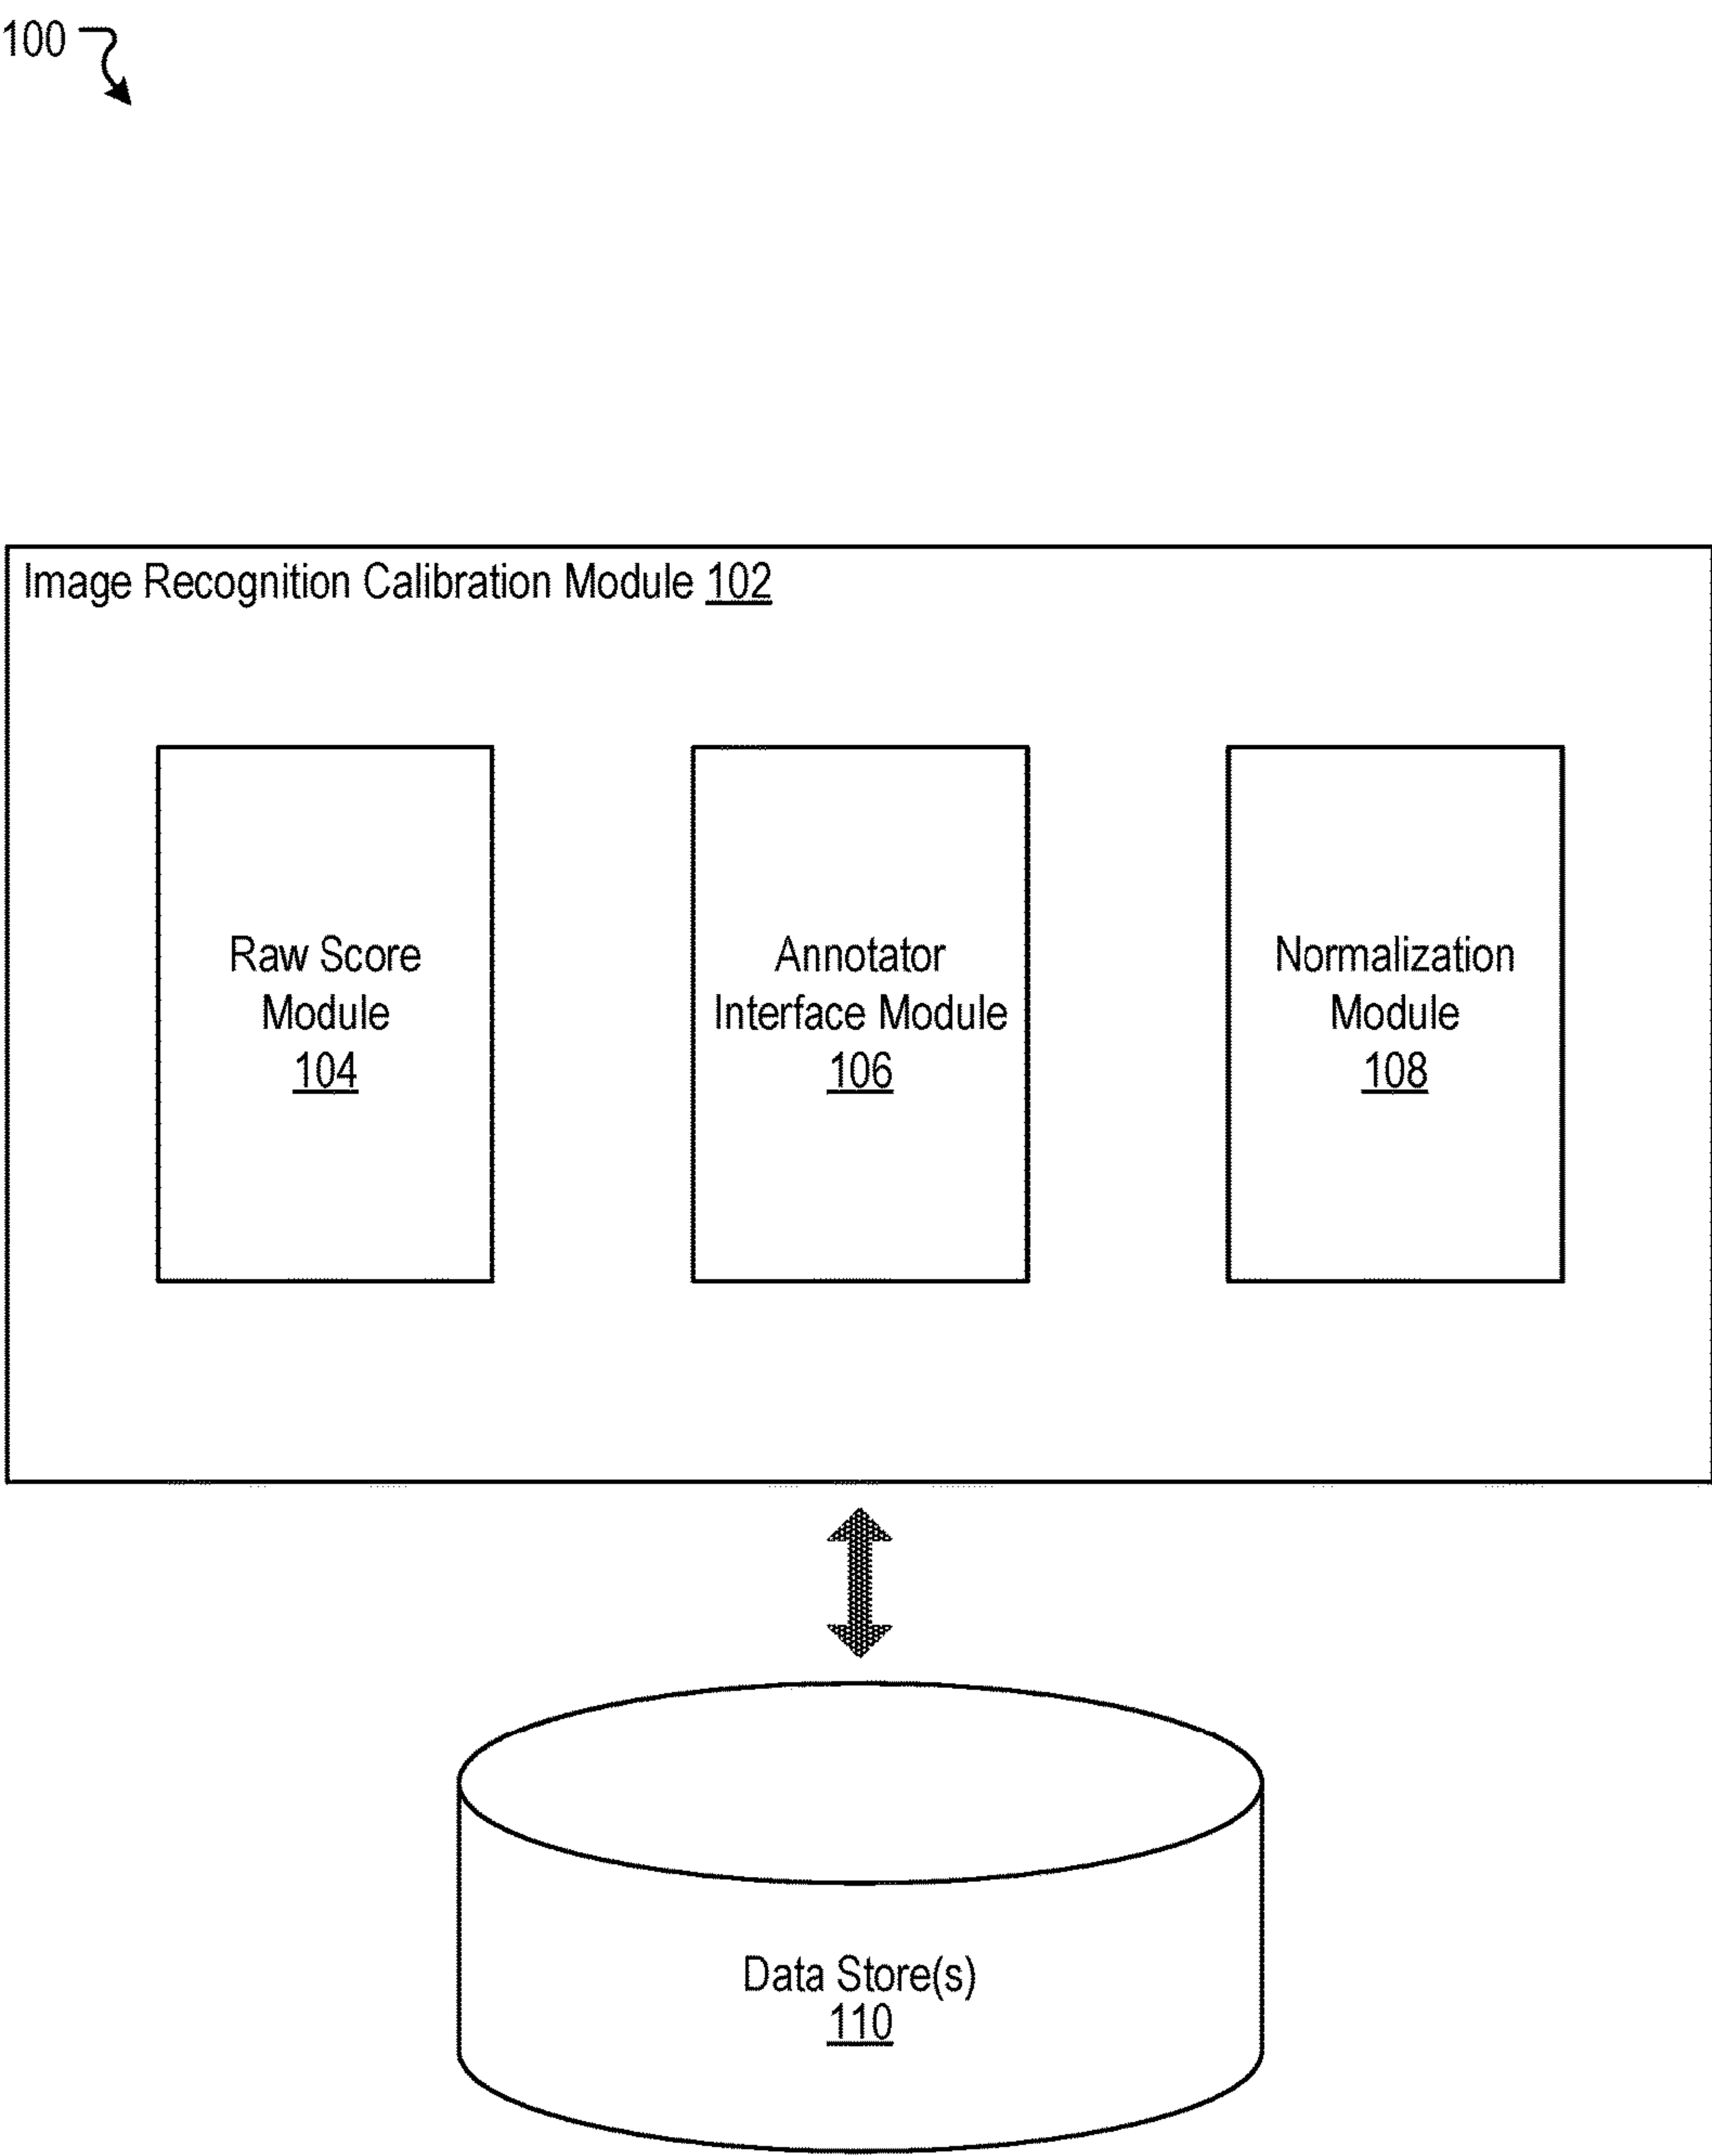 100
Image Recognition Calibration Module 102
Raw Score
Module
104
Annotator
Interface Module
106
Normalization
Module
108
Data Store(s)
110